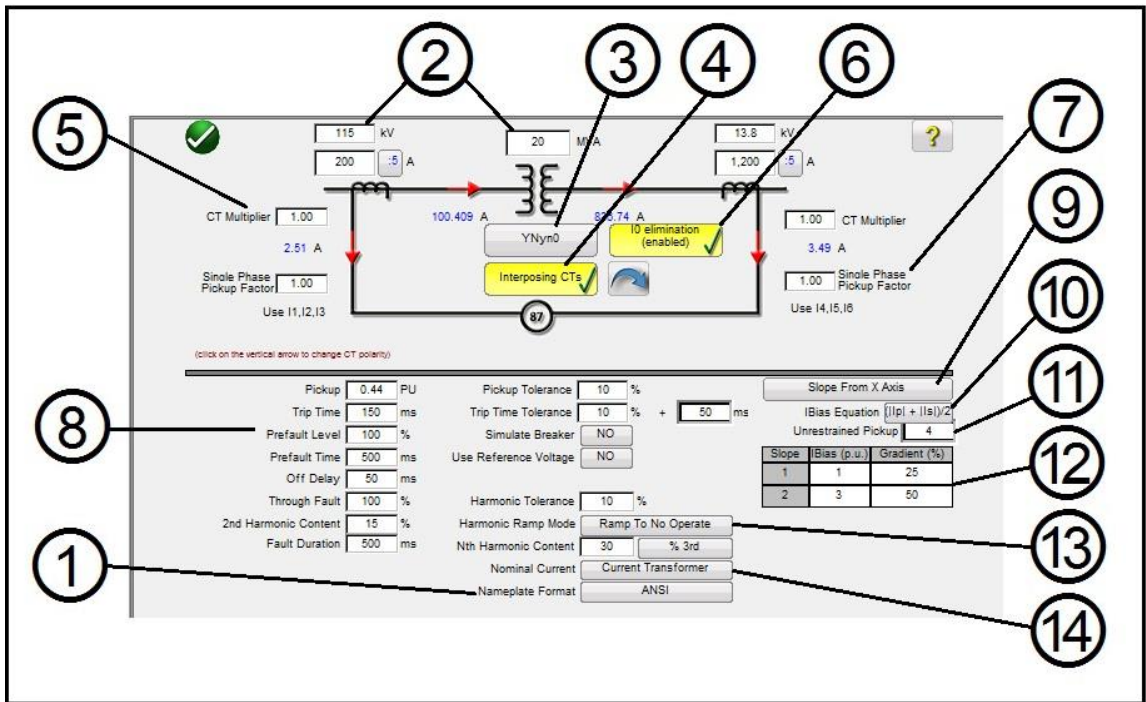 2
3
4
6
5
7
115 kV
20 MVA
13.8 kV
?
200 :5 A
1,200 :5 A
9
CT Multiplier 1.00
100.409 A
A
1.00 CT Multiplier
YNyn0
I0 elimination
(enabled)
2.51 A
3.49 A
10
Single Phase
Pickup Factor 1.00
Interposing CTs
1.00 Single Phase
Pickup Factor
Use I1,I2,I3
87
Use I4,I5,I6
(click on the vertical arrow to change CT polarity)
11
8
Pickup 0.44 PU
Pickup Tolerance 10 %
Slope From X Axis
Trip Time 150 ms
Trip Time Tolerance 10 % + 50 ms
IBias Equation (|Ip| + |Is|)/2
Prefault Level 100 %
Simulate Breaker NO
Unrestrained Pickup 4
12
Prefault Time 500 ms
Use Reference Voltage NO
Slope IBias (p.u.) Gradient (%)
1 1 25
2 3 50
Off Delay 50 ms
Through Fault 100 %
Harmonic Tolerance 10 %
2nd Harmonic Content 15 %
Harmonic Ramp Mode Ramp To No Operate
13
Fault Duration 500 ms
Nth Harmonic Content 30 % 3rd
1
Nominal Current Current Transformer
Nameplate Format ANSI
14